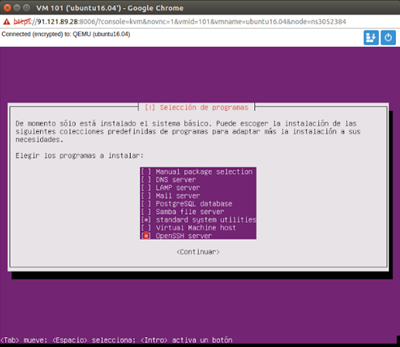 VM 101 ('ubuntu16.04') - Google Chrome
https://91.121.89.28:8006/?console=kvm&novnc=1&vmid=101&vmname=ubuntu16.04&node=ns3052384
Connected (encrypted) to: QEMU (ubuntu16.04)
[!] Selección de programas
De momento sólo está instalado el sistema básico. Puede escoger la instalación de las
siguientes colecciones predefinidas de programas para adaptar más la instalación a sus
necesidades.
Elegir los programas a instalar:
[ ] Manual package selection
[ ] DNS server
[ ] LAMP server
[ ] Mail server
[ ] PostgreSQL database
[ ] Samba file server
[*] standard system utilities
[ ] Virtual Machine host
[*] OpenSSH server
<Continuar>
<Tab> mueve; <Espacio> selecciona; <Intro> activa un botón